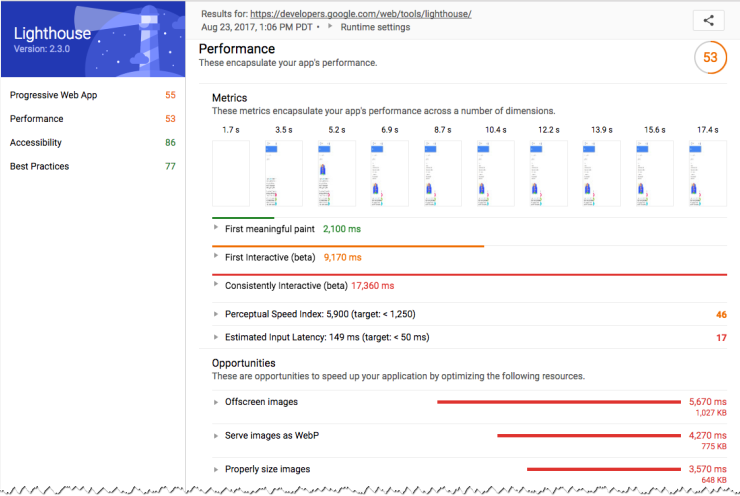 Lighthouse
Version: 2.3.0
Progressive Web App 55
Performance 53
Accessibility 86
Best Practices 77
Results for: https://developers.google.com/web/tools/lighthouse/
Aug 23, 2017, 1:06 PM PDT • Runtime settings
Performance
These encapsulate your app's performance.
53
Metrics
These metrics encapsulate your app's performance across a number of dimensions.
1.7 s 3.5 s 5.2 s 6.9 s 8.7 s 10.4 s 12.2 s 13.9 s 15.6 s 17.4 s
First meaningful paint 2,100 ms
First Interactive (beta) 9,170 ms
Consistently Interactive (beta) 17,360 ms
Perceptual Speed Index: 5,900 (target: < 1,250) 46
Estimated Input Latency: 149 ms (target: < 50 ms) 17
Opportunities
These are opportunities to speed up your application by optimizing the following resources.
Offscreen images 5,670 ms
1,027 KB
Serve images as WebP 4,270 ms
775 KB
Properly size images 3,570 ms
648 KB